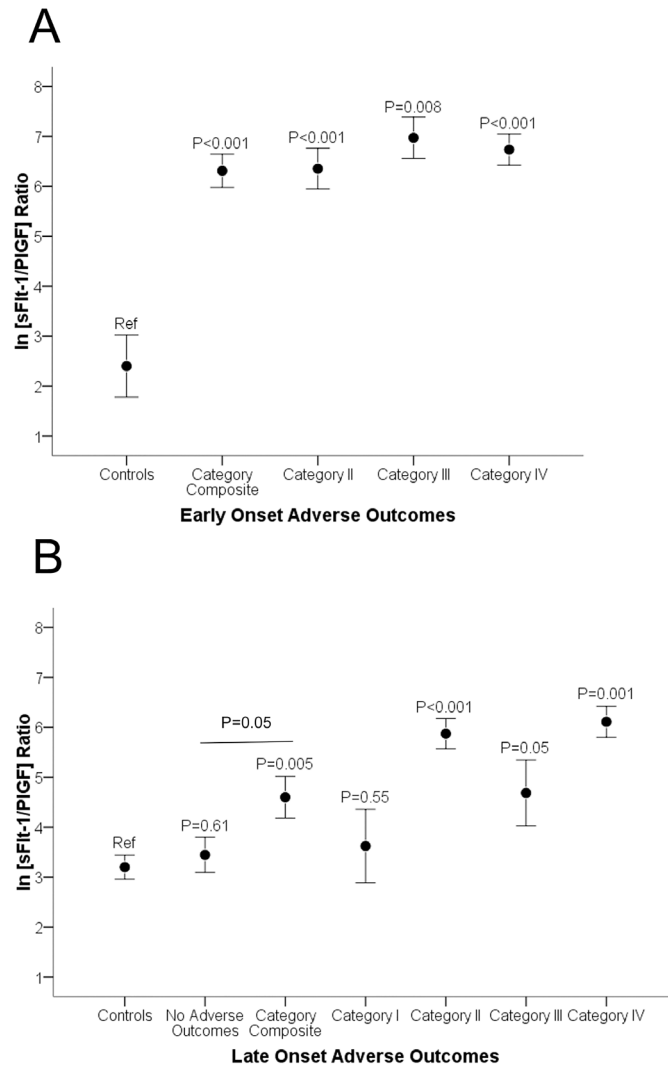 A
8
7
6
5
4
3
2
1
ln [sFlt-1/PlGF] Ratio
Ref
P<0.001
P<0.001
P=0.008
P<0.001
Controls
Category
Composite
Category II
Category III
Category IV
Early Onset Adverse Outcomes
B
8
7
6
5
4
3
2
1
ln [sFlt-1/PlGF] Ratio
Ref
P=0.61
P=0.05
P=0.005
P=0.55
P<0.001
P=0.05
P=0.001
Controls
No Adverse
Outcomes
Category
Composite
Category I
Category II
Category III
Category IV
Late Onset Adverse Outcomes